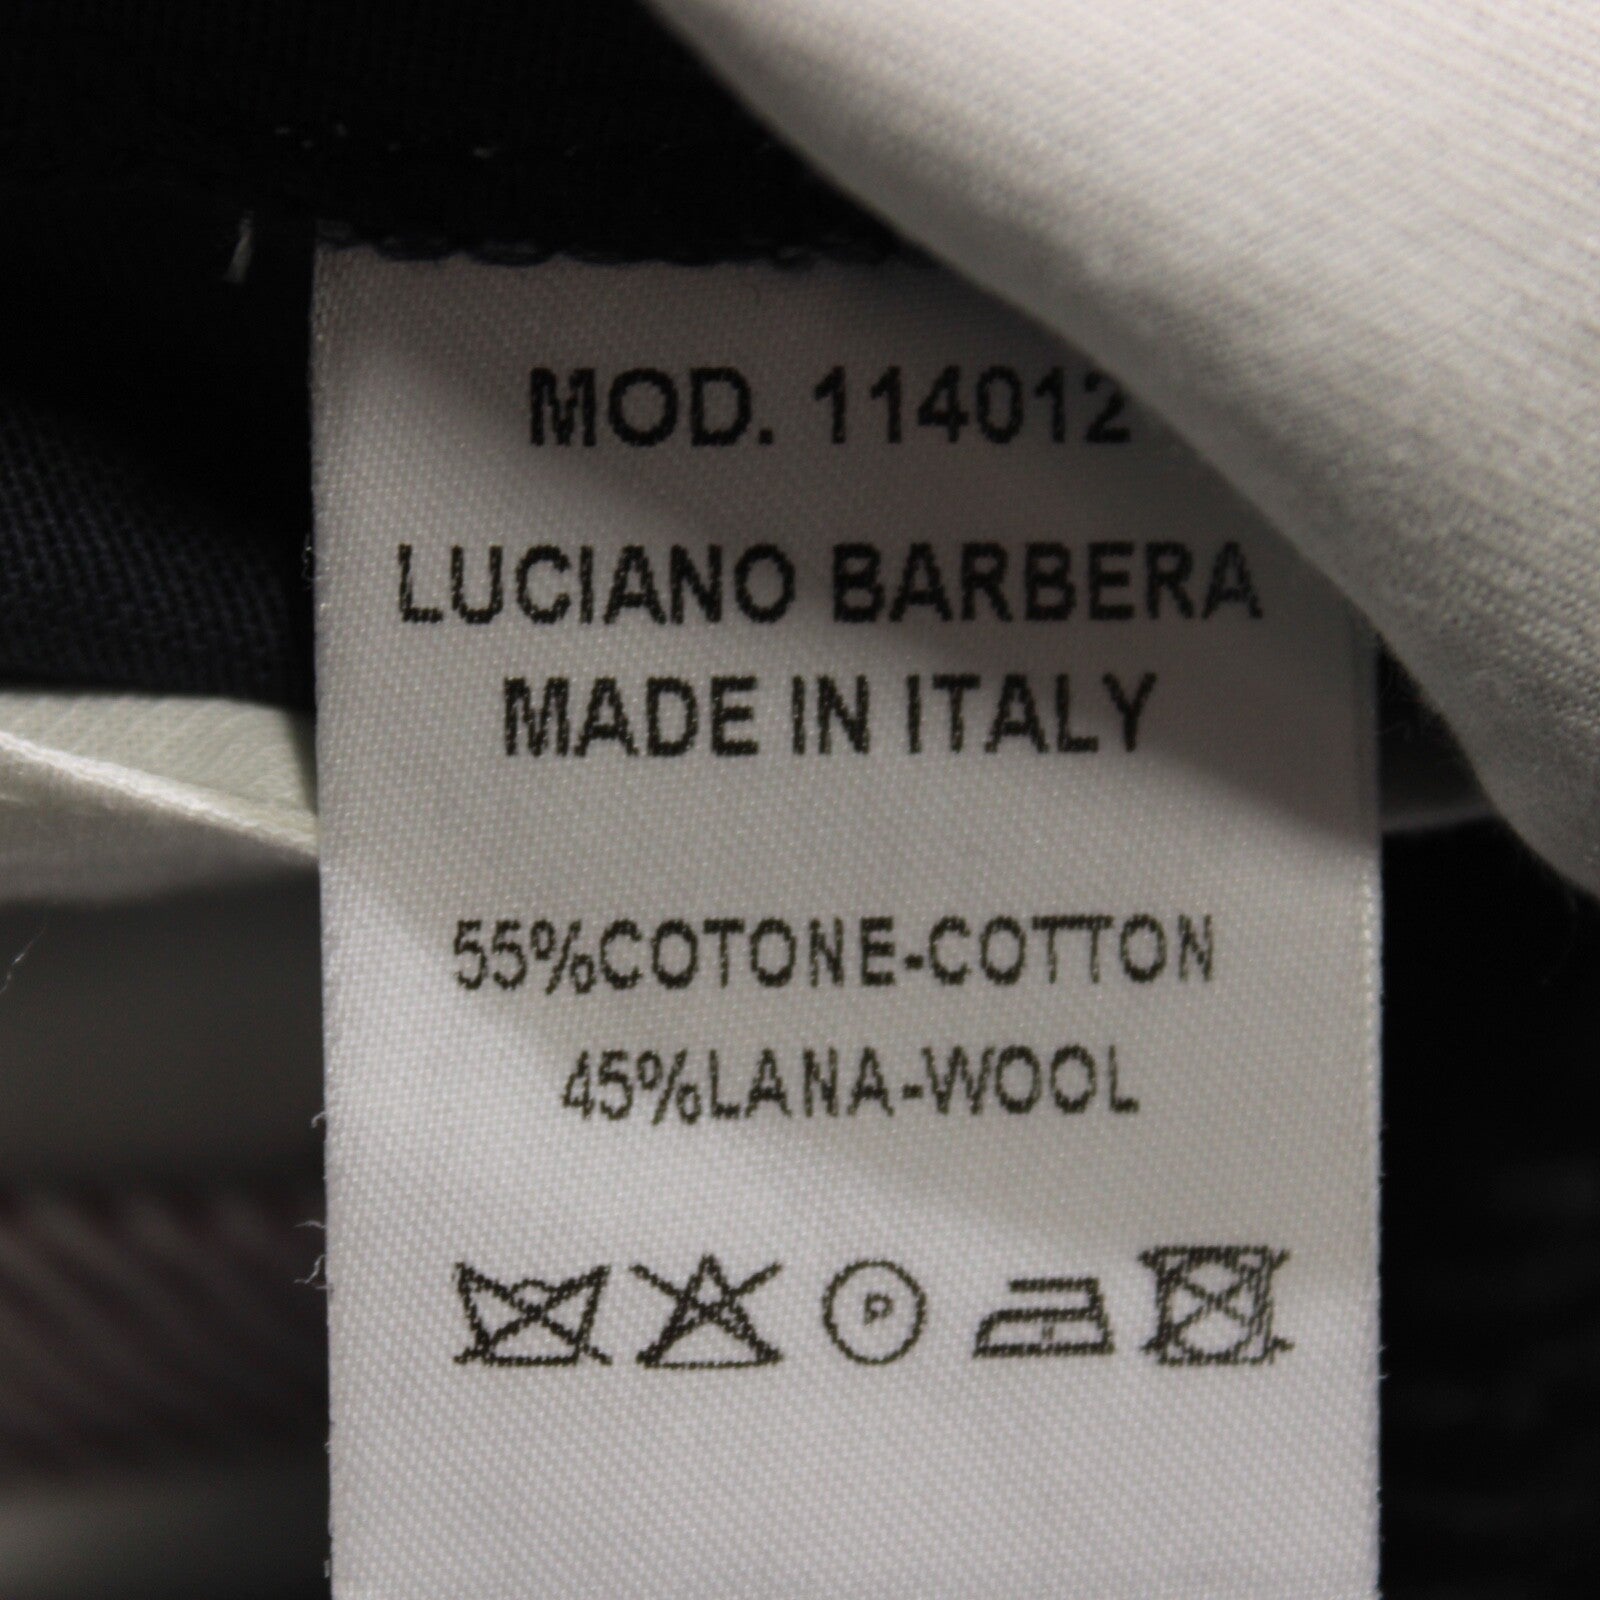 MOD. 114012
LUCIANO BARBERA
MADE IN ITALY
55%COTONE-COTTON
45%LANA-WOOL
P